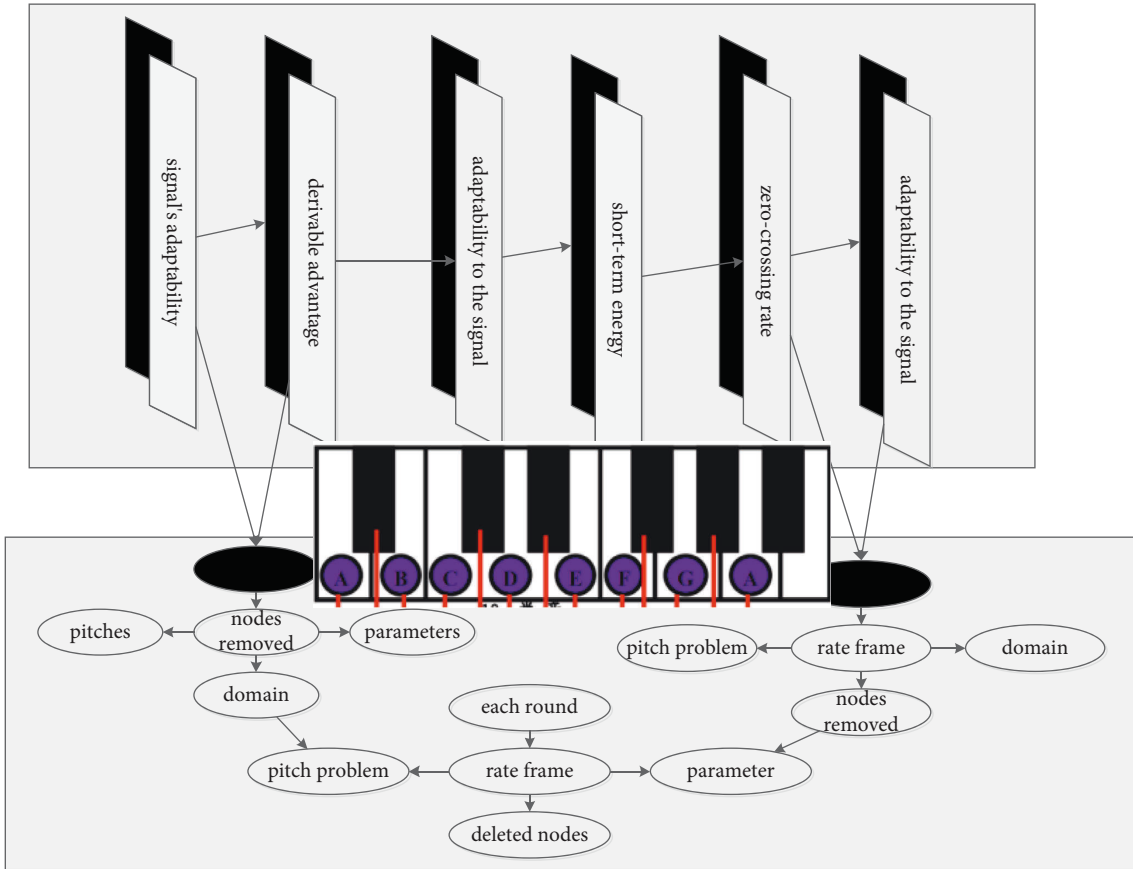 signal's adaptability
derivable advantage
adaptability to the signal
short-term energy
zero-crossing rate
adaptability to the signal
A B C D E F G A
pitches
nodes
removed
parameters
pitch problem
rate frame
domain
domain
each round
nodes
removed
pitch problem
rate frame
parameter
deleted nodes